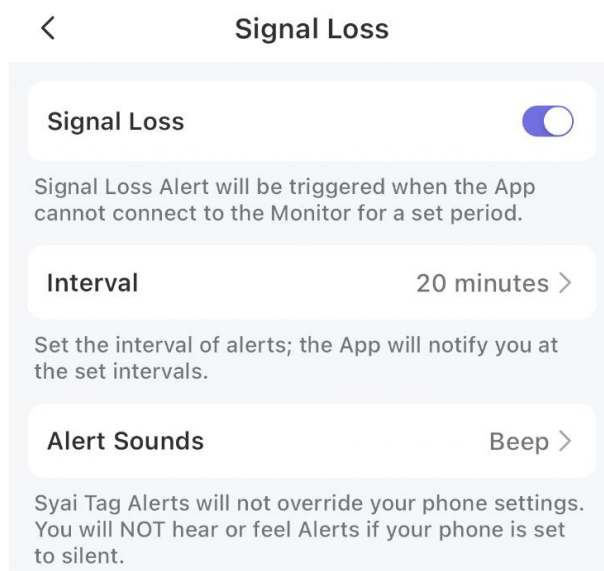 Signal Loss
Signal Loss
Signal Loss Alert will be triggered when the App
cannot connect to the Monitor for a set period.
Interval 20 minutes
Set the interval of alerts; the App will notify you at
the set intervals.
Alert Sounds Beep
Syai Tag Alerts will not override your phone settings.
You will NOT hear or feel Alerts if your phone is set
to silent.